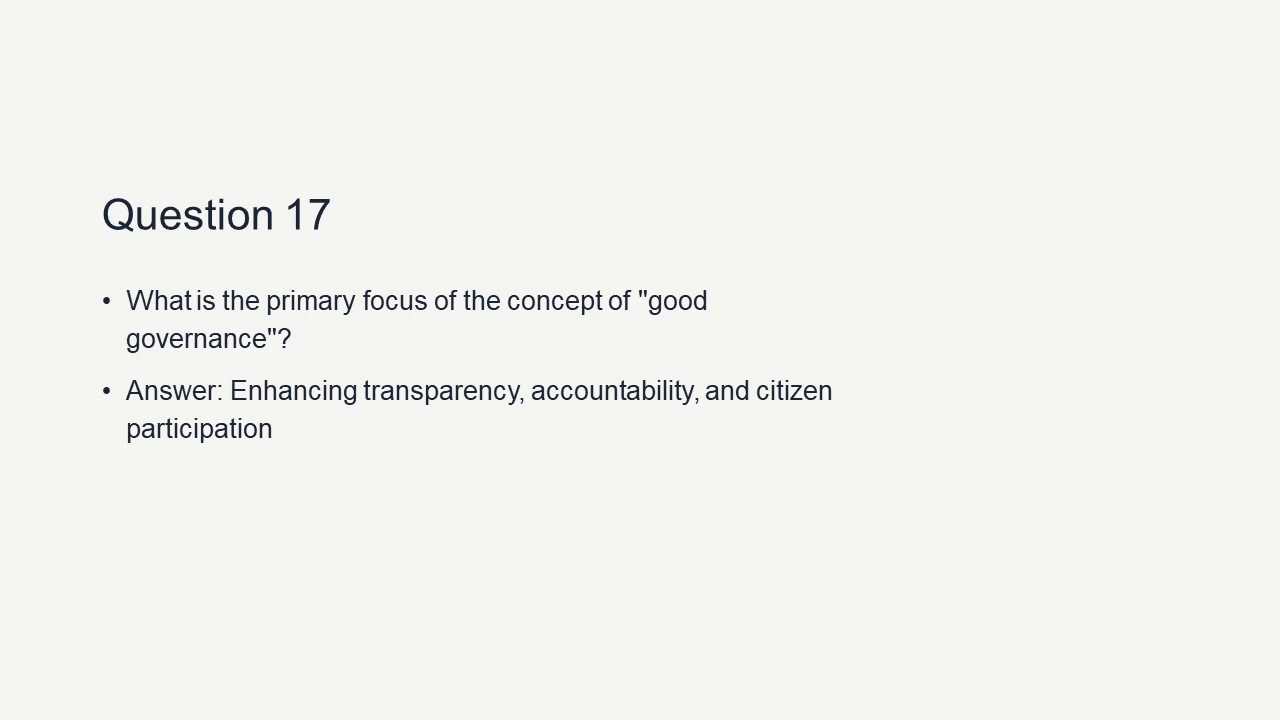 Question 17
• What is the primary focus of the concept of "good
governance"?
• Answer: Enhancing transparency, accountability, and citizen
participation